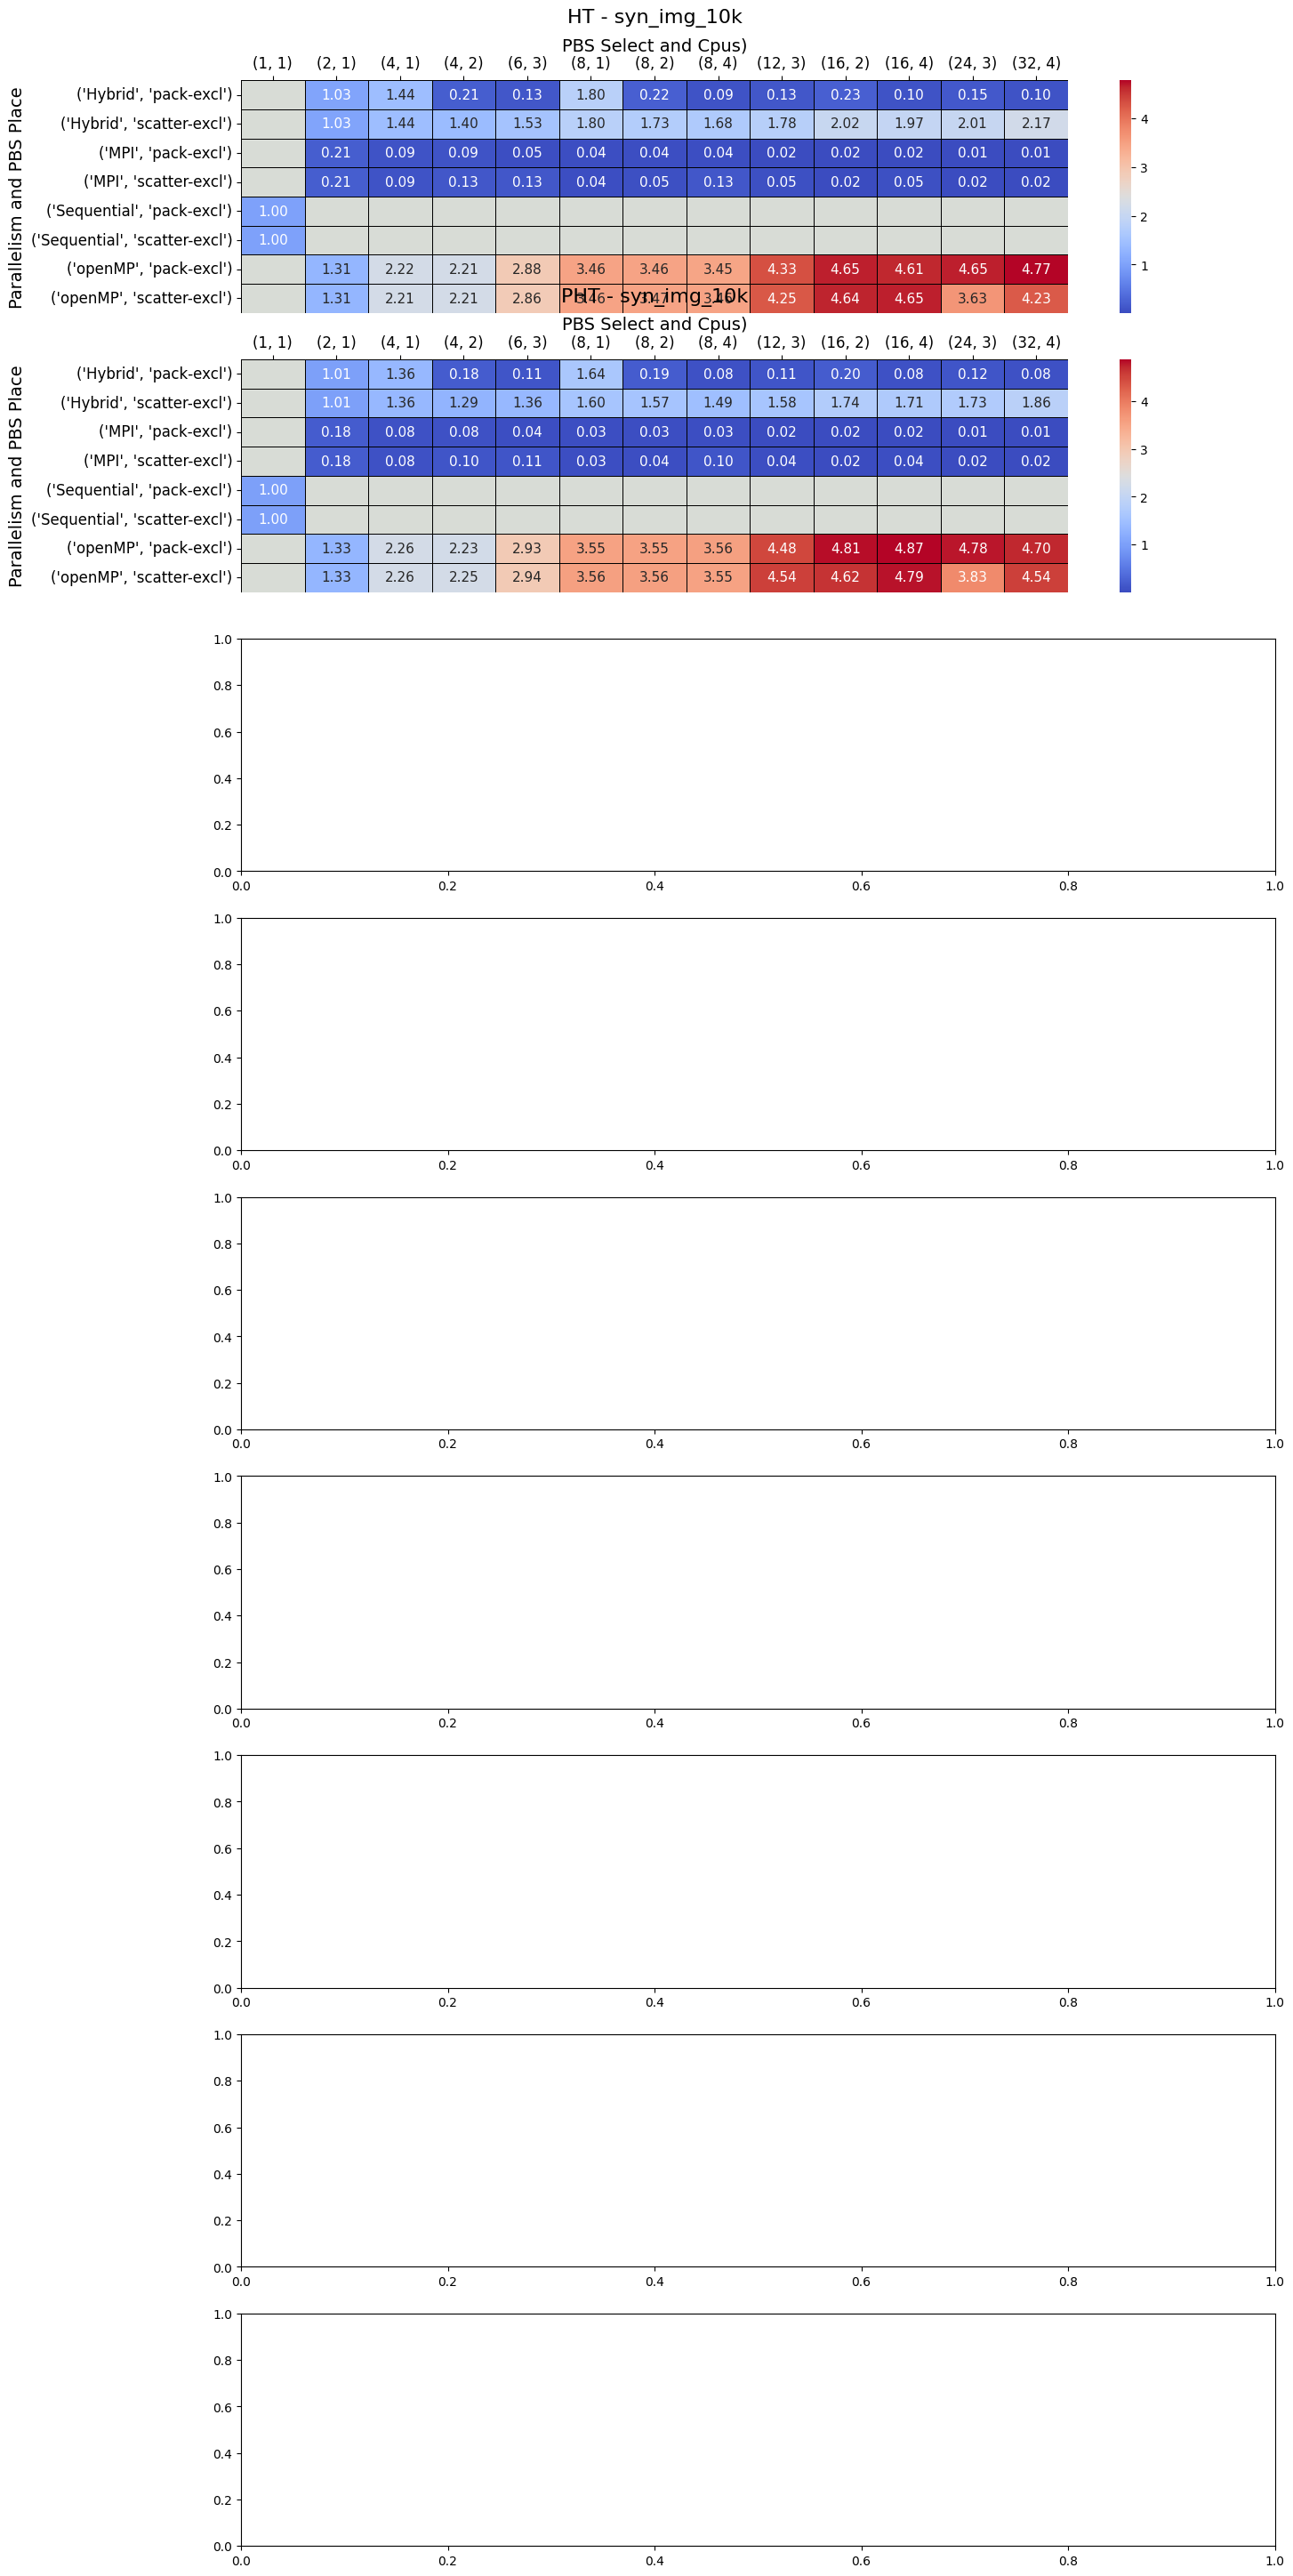 HT - syn_img_10k
PBS Select and Cpus)
(1, 1) (2, 1) (4, 1) (4, 2) (6, 3) (8, 1) (8, 2) (8, 4) (12, 3) (16, 2) (16, 4) (24, 3) (32, 4)
Parallelism and PBS Place
('Hybrid', 'pack-excl') 1.03 1.44 0.21 0.13 1.80 0.22 0.09 0.13 0.23 0.10 0.15 0.10
('Hybrid', 'scatter-excl') 1.03 1.44 1.40 1.53 1.80 1.73 1.68 1.78 2.02 1.97 2.01 2.17
('MPI', 'pack-excl') 0.21 0.09 0.09 0.05 0.04 0.04 0.04 0.02 0.02 0.02 0.01 0.01
('MPI', 'scatter-excl') 0.21 0.09 0.13 0.13 0.04 0.05 0.13 0.05 0.02 0.05 0.02 0.02
('Sequential', 'pack-excl') 1.00
('Sequential', 'scatter-excl') 1.00
('openMP', 'pack-excl') 1.31 2.22 2.21 2.88 3.46 3.46 3.45 4.33 4.65 4.61 4.65 4.77
('openMP', 'scatter-excl') 1.31 2.21 2.21 2.86 3.46 3.47 4.25 4.64 4.65 3.63 4.23
4
3
2
1
PHT - syn_img_10k
PBS Select and Cpus)
(1, 1) (2, 1) (4, 1) (4, 2) (6, 3) (8, 1) (8, 2) (8, 4) (12, 3) (16, 2) (16, 4) (24, 3) (32, 4)
Parallelism and PBS Place
('Hybrid', 'pack-excl') 1.01 1.36 0.18 0.11 1.64 0.19 0.08 0.11 0.20 0.08 0.12 0.08
('Hybrid', 'scatter-excl') 1.01 1.36 1.29 1.36 1.60 1.57 1.49 1.58 1.74 1.71 1.73 1.86
('MPI', 'pack-excl') 0.18 0.08 0.08 0.04 0.03 0.03 0.03 0.02 0.02 0.02 0.01 0.01
('MPI', 'scatter-excl') 0.18 0.08 0.10 0.11 0.03 0.04 0.10 0.04 0.02 0.04 0.02 0.02
('Sequential', 'pack-excl') 1.00
('Sequential', 'scatter-excl') 1.00
('openMP', 'pack-excl') 1.33 2.26 2.23 2.93 3.55 3.55 3.56 4.48 4.81 4.87 4.78 4.70
('openMP', 'scatter-excl') 1.33 2.26 2.25 2.94 3.56 3.56 3.55 4.54 4.62 4.79 3.83 4.54
4
3
2
1
1.0
0.8
0.6
0.4
0.2
0.0
0.0 0.2 0.4 0.6 0.8 1.0
1.0
0.8
0.6
0.4
0.2
0.0
0.0 0.2 0.4 0.6 0.8 1.0
1.0
0.8
0.6
0.4
0.2
0.0
0.0 0.2 0.4 0.6 0.8 1.0
1.0
0.8
0.6
0.4
0.2
0.0
0.0 0.2 0.4 0.6 0.8 1.0
1.0
0.8
0.6
0.4
0.2
0.0
0.0 0.2 0.4 0.6 0.8 1.0
1.0
0.8
0.6
0.4
0.2
0.0
0.0 0.2 0.4 0.6 0.8 1.0
1.0
0.8
0.6
0.4
0.2
0.0
0.0 0.2 0.4 0.6 0.8 1.0